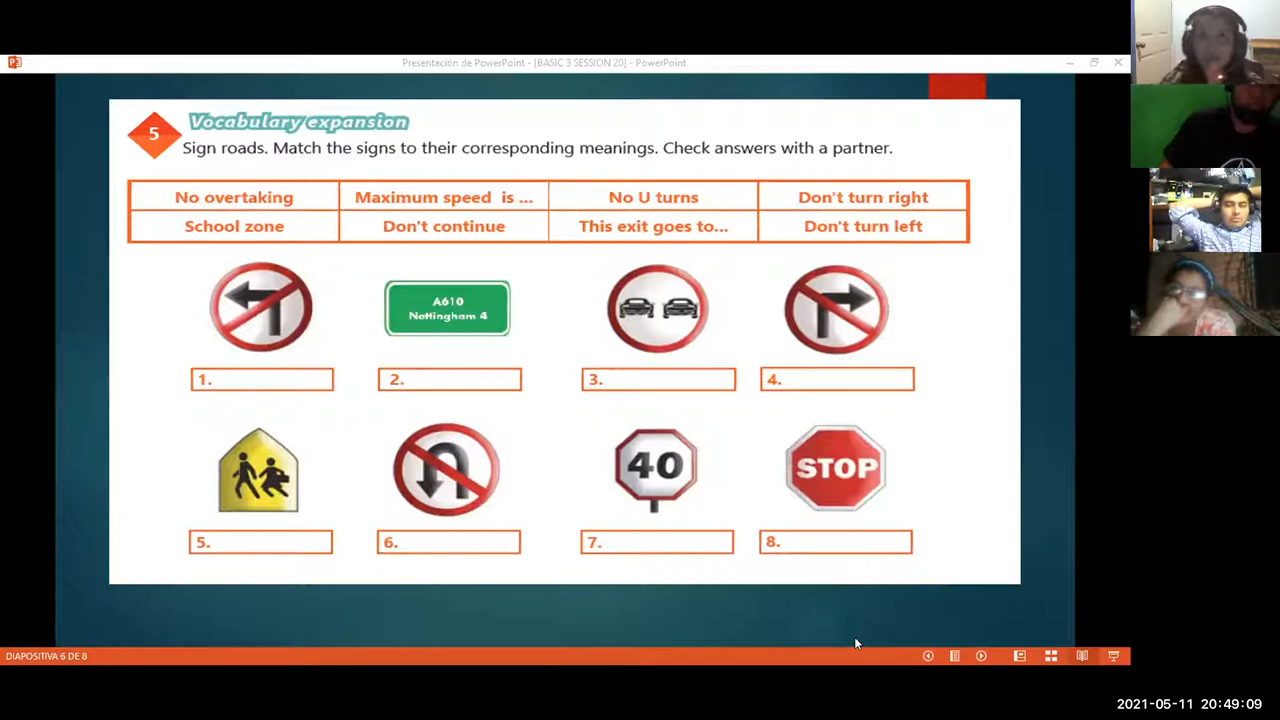 Presentación de PowerPoint - [BASIC 3 SESSION 20] - PowerPoint
5
Vocabulary expansion
Sign roads. Match the signs to their corresponding meanings. Check answers with a partner.
No overtaking Maximum speed is ... No U turns Don't turn right
School zone Don't continue This exit goes to... Don't turn left
A610
Nottingham 4
1. 2. 3. 4.
40 STOP
5. 6. 7. 8.
DIAPOSITIVA 6 DE 8
2021-05-11 20:49:09